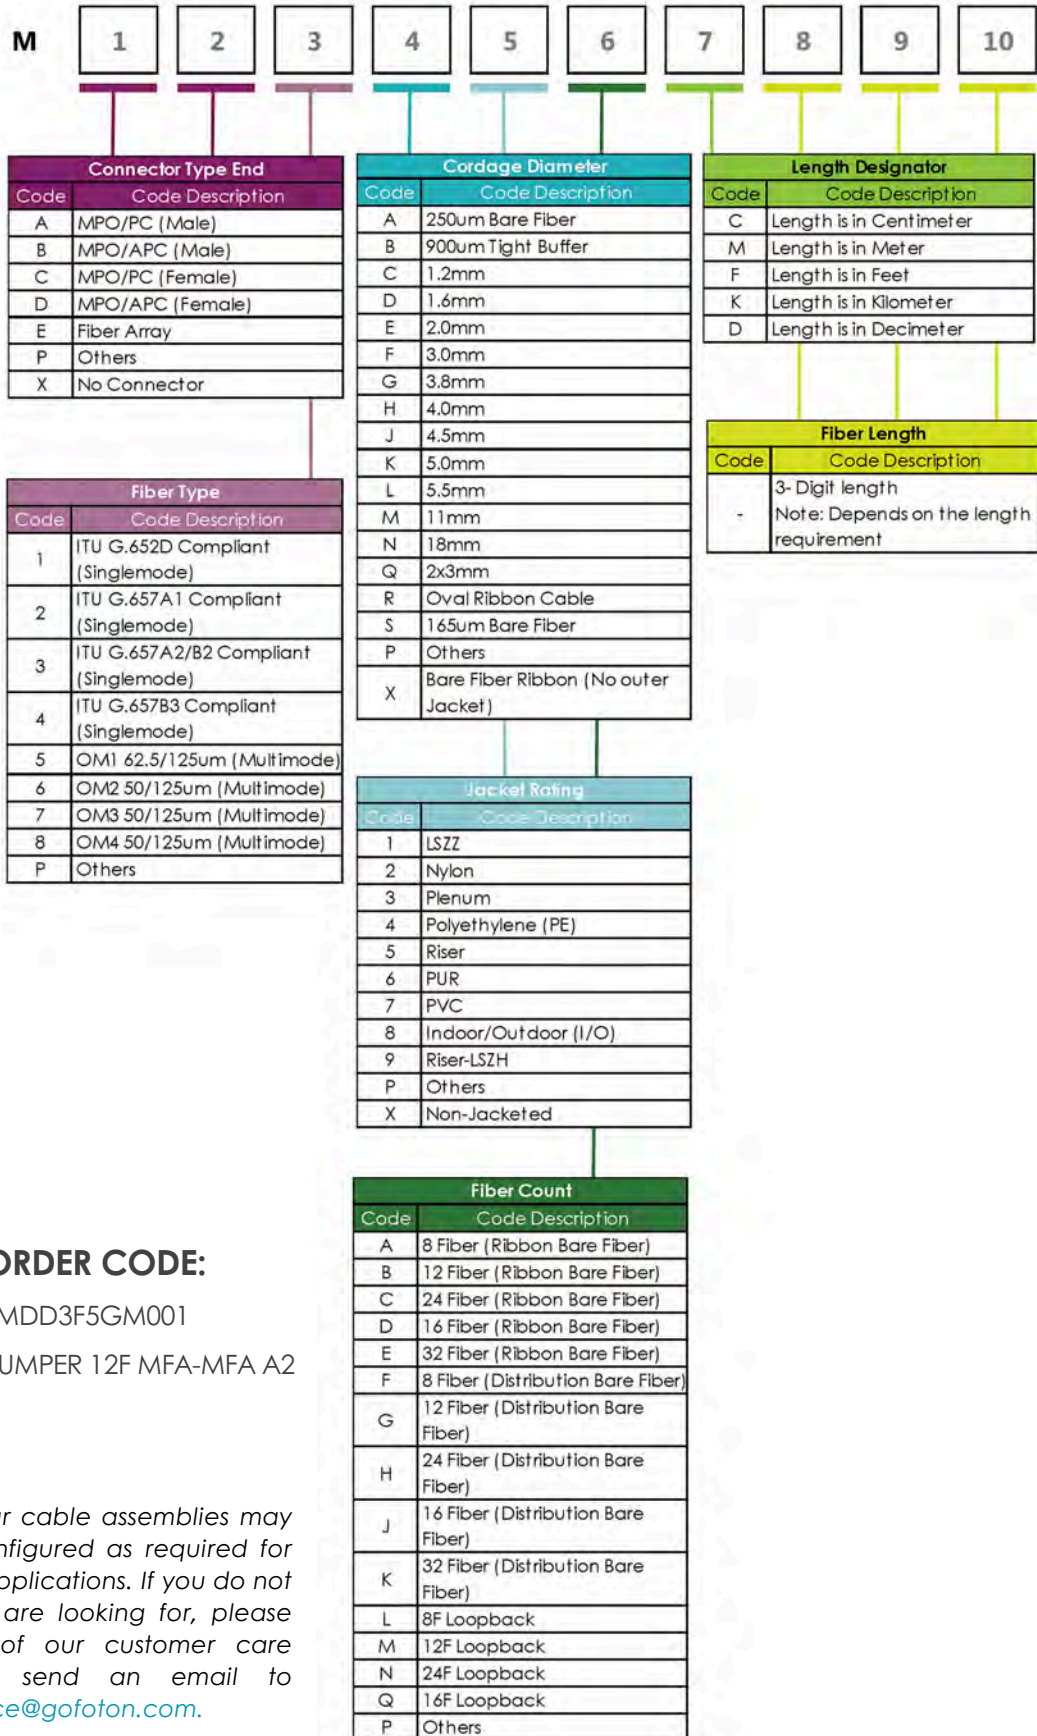 M 1 2 3 4 5 6 7 8 9 10
Connector Type End
Code Code Description
A MPO/PC (Male)
B MPO/APC (Male)
C MPO/PC (Female)
D MPO/APC (Female)
E Fiber Array
P Others
X No Connector
Fiber Type
Code Code Description
1 ITU G.652D Compliant
(Singlemode)
2 ITU G.657A1 Compliant
(Singlemode)
3 ITU G.657A2/B2 Compliant
(Singlemode)
4 ITU G.657B3 Compliant
(Singlemode)
5 OM1 62.5/125um (Multimode)
6 OM2 50/125um (Multimode)
7 OM3 50/125um (Multimode)
8 OM4 50/125um (Multimode)
P Others
Cordage Diameter
Code Code Description
A 250um Bare Fiber
B 900um Tight Buffer
C 1.2mm
D 1.6mm
E 2.0mm
F 3.0mm
G 3.8mm
H 4.0mm
J 4.5mm
K 5.0mm
L 5.5mm
M 11mm
N 18mm
Q 2x3mm
R Oval Ribbon Cable
S 165um Bare Fiber
P Others
X Bare Fiber Ribbon (No outer
Jacket)
Jacket Rating
Code Code Description
1 LSZZ
2 Nylon
3 Plenum
4 Polyethylene (PE)
5 Riser
6 PUR
7 PVC
8 Indoor/Outdoor (I/O)
9 Riser-LSZH
P Others
X Non-Jacketed
Fiber Count
Code Code Description
A 8 Fiber (Ribbon Bare Fiber)
B 12 Fiber (Ribbon Bare Fiber)
C 24 Fiber (Ribbon Bare Fiber)
D 16 Fiber (Ribbon Bare Fiber)
E 32 Fiber (Ribbon Bare Fiber)
F 8 Fiber (Distribution Bare Fiber)
G 12 Fiber (Distribution Bare
Fiber)
H 24 Fiber (Distribution Bare
Fiber)
J 16 Fiber (Distribution Bare
Fiber)
K 32 Fiber (Distribution Bare
Fiber)
L 8F Loopback
M 12F Loopback
N 24F Loopback
Q 16F Loopback
P Others
Length Designator
Code Code Description
C Length is in Centimeter
M Length is in Meter
F Length is in Feet
K Length is in Kilometer
D Length is in Decimeter
Fiber Length
Code Code Description
- 3- Digit length
Note: Depends on the length
requirement
ORDER CODE:
MDD3F5GM001
UMPER 12F MFA-MFA A2
r cable assemblies may
nfigured as required for
pplications. If you do not
are looking for, please
of our customer care
send an email to
ce@gofoton.com.